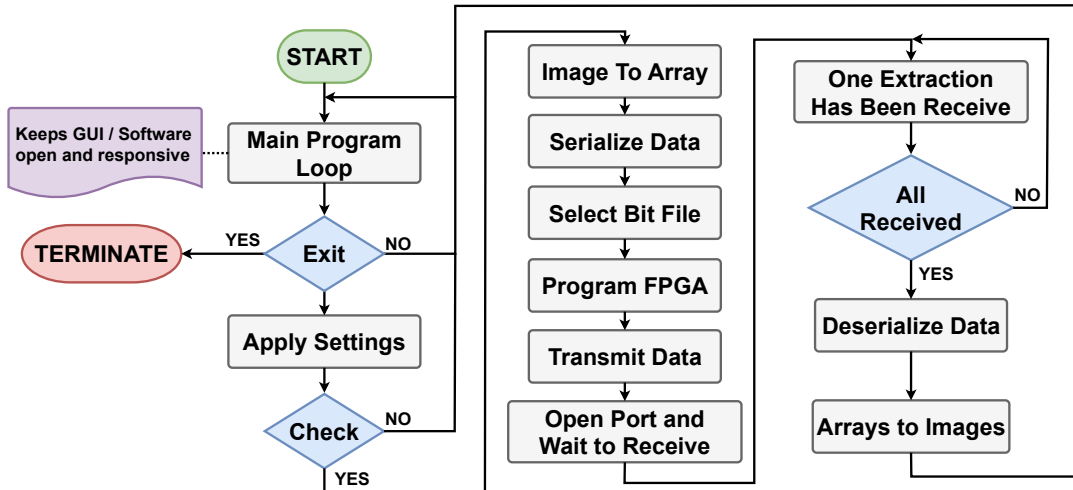 START
Keeps GUI / Software
open and responsive
Main Program
Loop
YES
NO
TERMINATE
Exit
Apply Settings
NO
Check
YES
Image To Array
Serialize Data
Select Bit File
Program FPGA
Transmit Data
Open Port and
Wait to Receive
One Extraction
Has Been Receive
All
Received
NO
YES
Deserialize Data
Arrays to Images